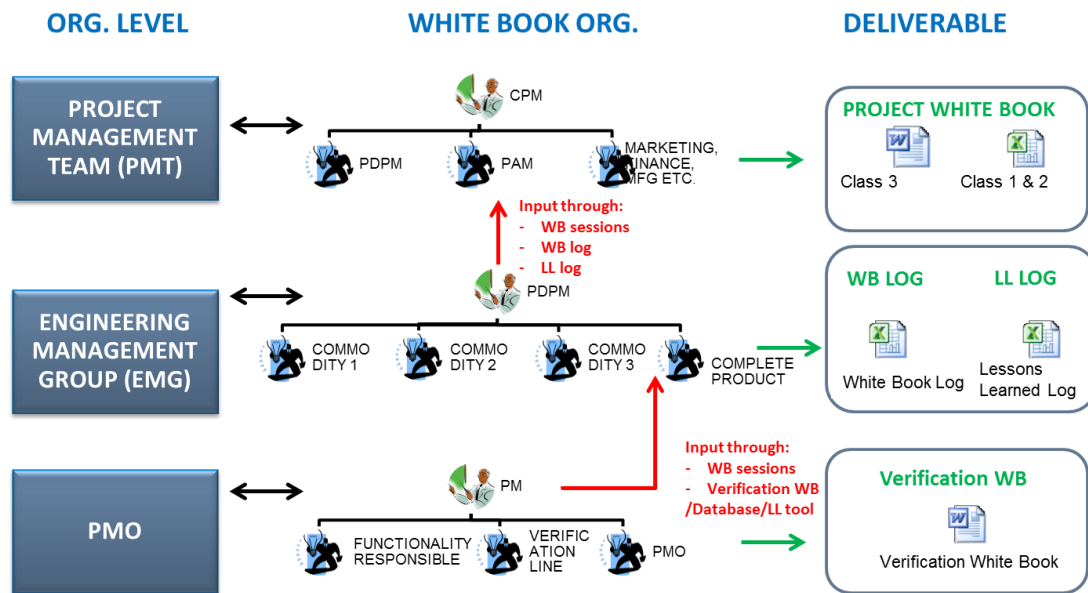 ORG. LEVEL
WHITE BOOK ORG.
DELIVERABLE
PROJECT
MANAGEMENT
TEAM (PMT)
CPM
PDPM
PAM
MARKETING,
FINANCE,
MFG ETC.
PROJECT WHITE BOOK
Class 3
Class 1 & 2
Input through:
- WB sessions
- WB log
- LL log
ENGINEERING
MANAGEMENT
GROUP (EMG)
PDPM
COMMO
DITY 1
COMMO
DITY 2
COMMO
DITY 3
COMPLETE
PRODUCT
WB LOG
LL LOG
White Book Log
Lessons
Learned Log
Input through:
- WB sessions
- Verification WB
/Database/LL tool
PMO
PM
FUNCTIONALITY
RESPONSIBLE
VERIFIC
ATION
LINE
PMO
Verification WB
Verification White Book